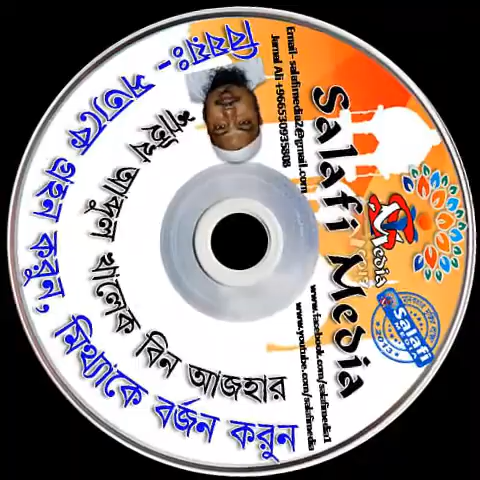 বিষয়ঃ- সত্যকে গ্রহন করুন, মিথ্যাকে বর্জন করুন
শাইখ আব্দুল খালেক বিন আজহার
Salafi Media
Email- salafimedia2@gmail.com
Jamal Ali +966530935808
www.facebook.com/salafimedia1
www.youtube.com/salafimedia
Media
Salafi